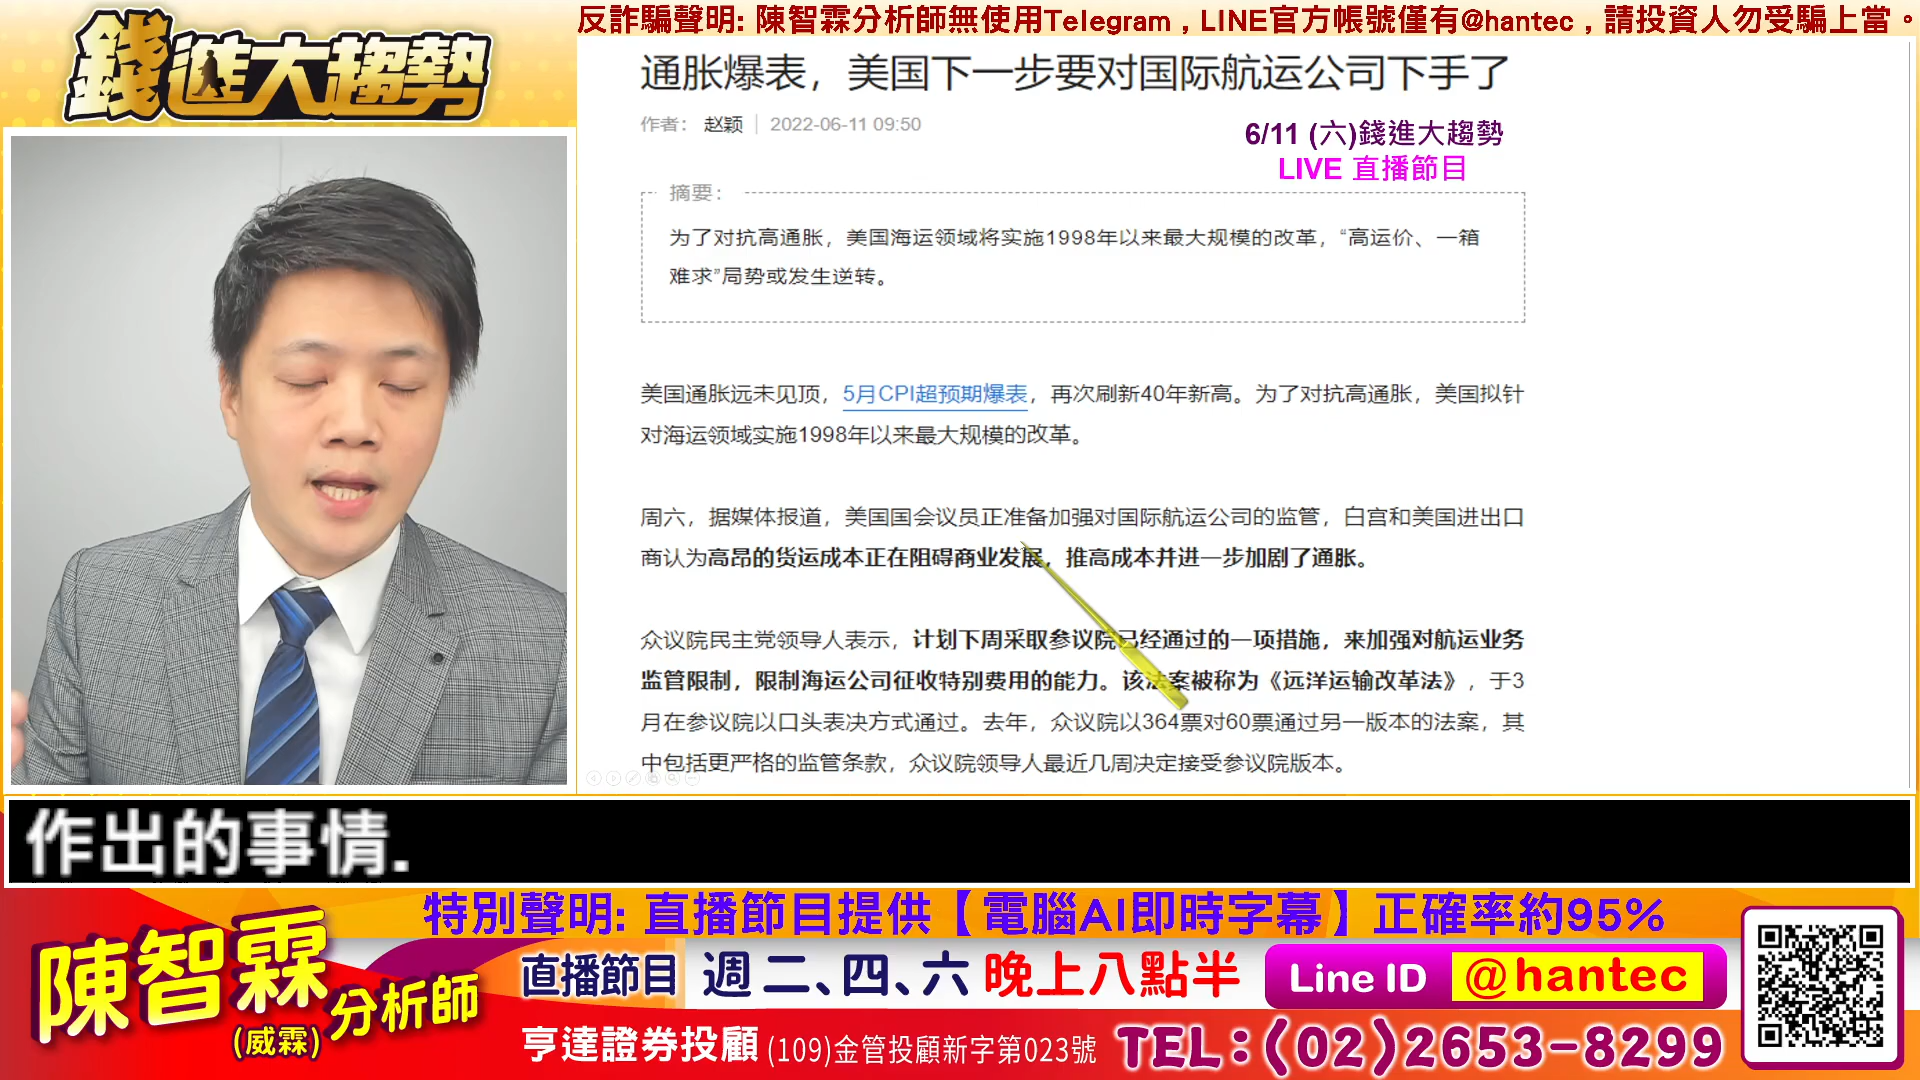 錢進大趨勢
反詐騙聲明: 陳智霖分析師無使用Telegram , LINE官方帳號僅有@hantec , 請投資人勿受騙上當。
通胀爆表，美国下一步要对国际航运公司下手了
作者： 赵颖 | 2022-06-11 09:50
6/11 (六)錢進大趨勢
LIVE 直播節目
摘要：
为了对抗高通胀，美国海运领域将实施1998年以来最大规模的改革，“高运价、一箱
难求”局势或发生逆转。
美国通胀远未见顶，5月CPI超预期爆表，再次刷新40年新高。为了对抗高通胀，美国拟针
对海运领域实施1998年以来最大规模的改革。
周六，据媒体报道，美国国会议员正准备加强对国际航运公司的监管，白宫和美国进出口
商认为高昂的货运成本正在阻碍商业发展，推高成本并进一步加剧了通胀。
众议院民主党领导人表示，计划下周采取参议院已经通过的一项措施，来加强对航运业务
监管限制，限制海运公司征收特别费用的能力。该法案被称为《远洋运输改革法》，于3
月在参议院以口头表决方式通过。去年，众议院以364票对60票通过另一版本的法案，其
中包括更严格的监管条款，众议院领导人最近几周决定接受参议院版本。
作出的事情.
特別聲明: 直播節目提供【電腦AI即時字幕】正確率約95%
陳智霖分析師
(威霖)
直播節目 週二、四、六 晚上八點半
Line ID @hantec
亨達證券投顧 (109)金管投顧新字第023號 TEL:(02)2653-8299